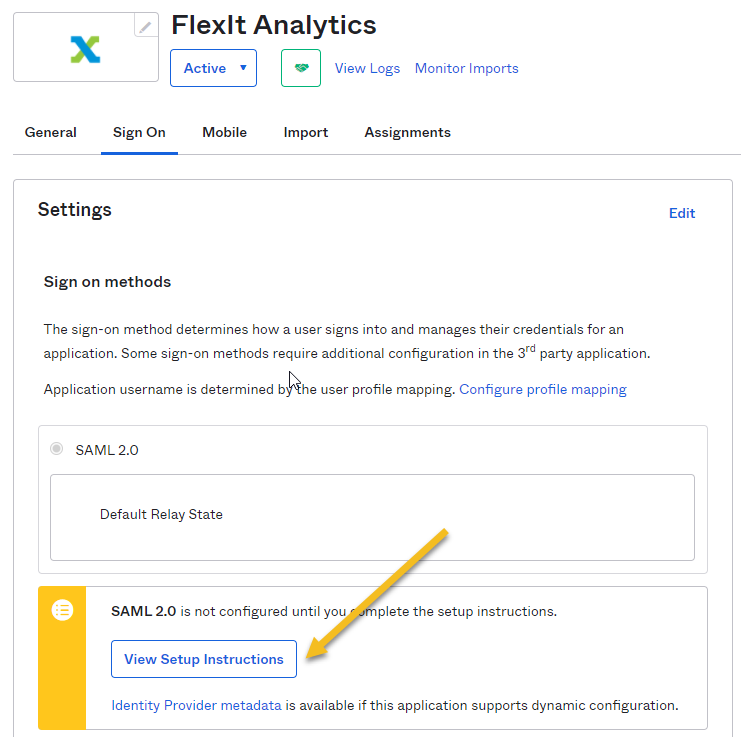 FlexIt Analytics
Active
View Logs
Monitor Imports
General
Sign On
Mobile
Import
Assignments
Settings
Edit
Sign on methods
The sign-on method determines how a user signs into and manages their credentials for an
application. Some sign-on methods require additional configuration in the 3rd party application.
Application username is determined by the user profile mapping. Configure profile mapping
SAML 2.0
Default Relay State
SAML 2.0 is not configured until you complete the setup instructions.
View Setup Instructions
Identity Provider metadata is available if this application supports dynamic configuration.